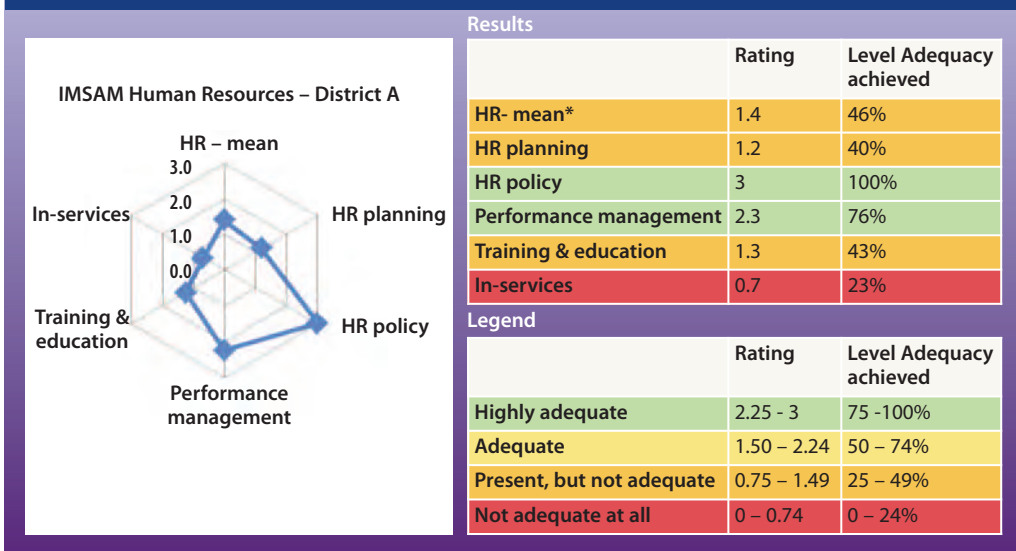 IMSAM Human Resources – District A
HR – mean
3.0
2.0
1.0
0.0
HR planning
HR policy
Performance
management
Training &
education
In-services
Results
Rating Level Adequacy
achieved
HR- mean* 1.4 46%
HR planning 1.2 40%
HR policy 3 100%
Performance management 2.3 76%
Training & education 1.3 43%
In-services 0.7 23%
Legend
Rating Level Adequacy
achieved
Highly adequate 2.25 - 3 75 -100%
Adequate 1.50 – 2.24 50 – 74%
Present, but not adequate 0.75 – 1.49 25 – 49%
Not adequate at all 0 – 0.74 0 – 24%